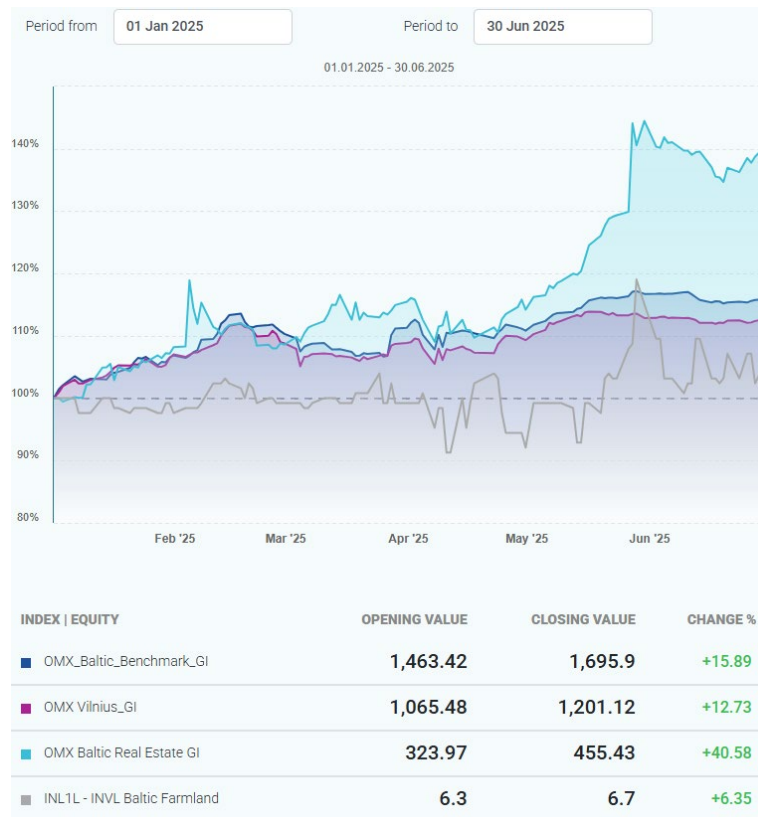 Period from 01 Jan 2025 Period to 30 Jun 2025
01.01.2025 - 30.06.2025
140%
130%
120%
110%
100%
90%
80%
Feb '25 Mar '25 Apr '25 May '25 Jun '25
INDEX | EQUITY OPENING VALUE CLOSING VALUE CHANGE %
OMX_Baltic_Benchmark_GI 1,463.42 1,695.9 +15.89
OMX Vilnius_GI 1,065.48 1,201.12 +12.73
OMX Baltic Real Estate GI 323.97 455.43 +40.58
INL1L - INVL Baltic Farmland 6.3 6.7 +6.35